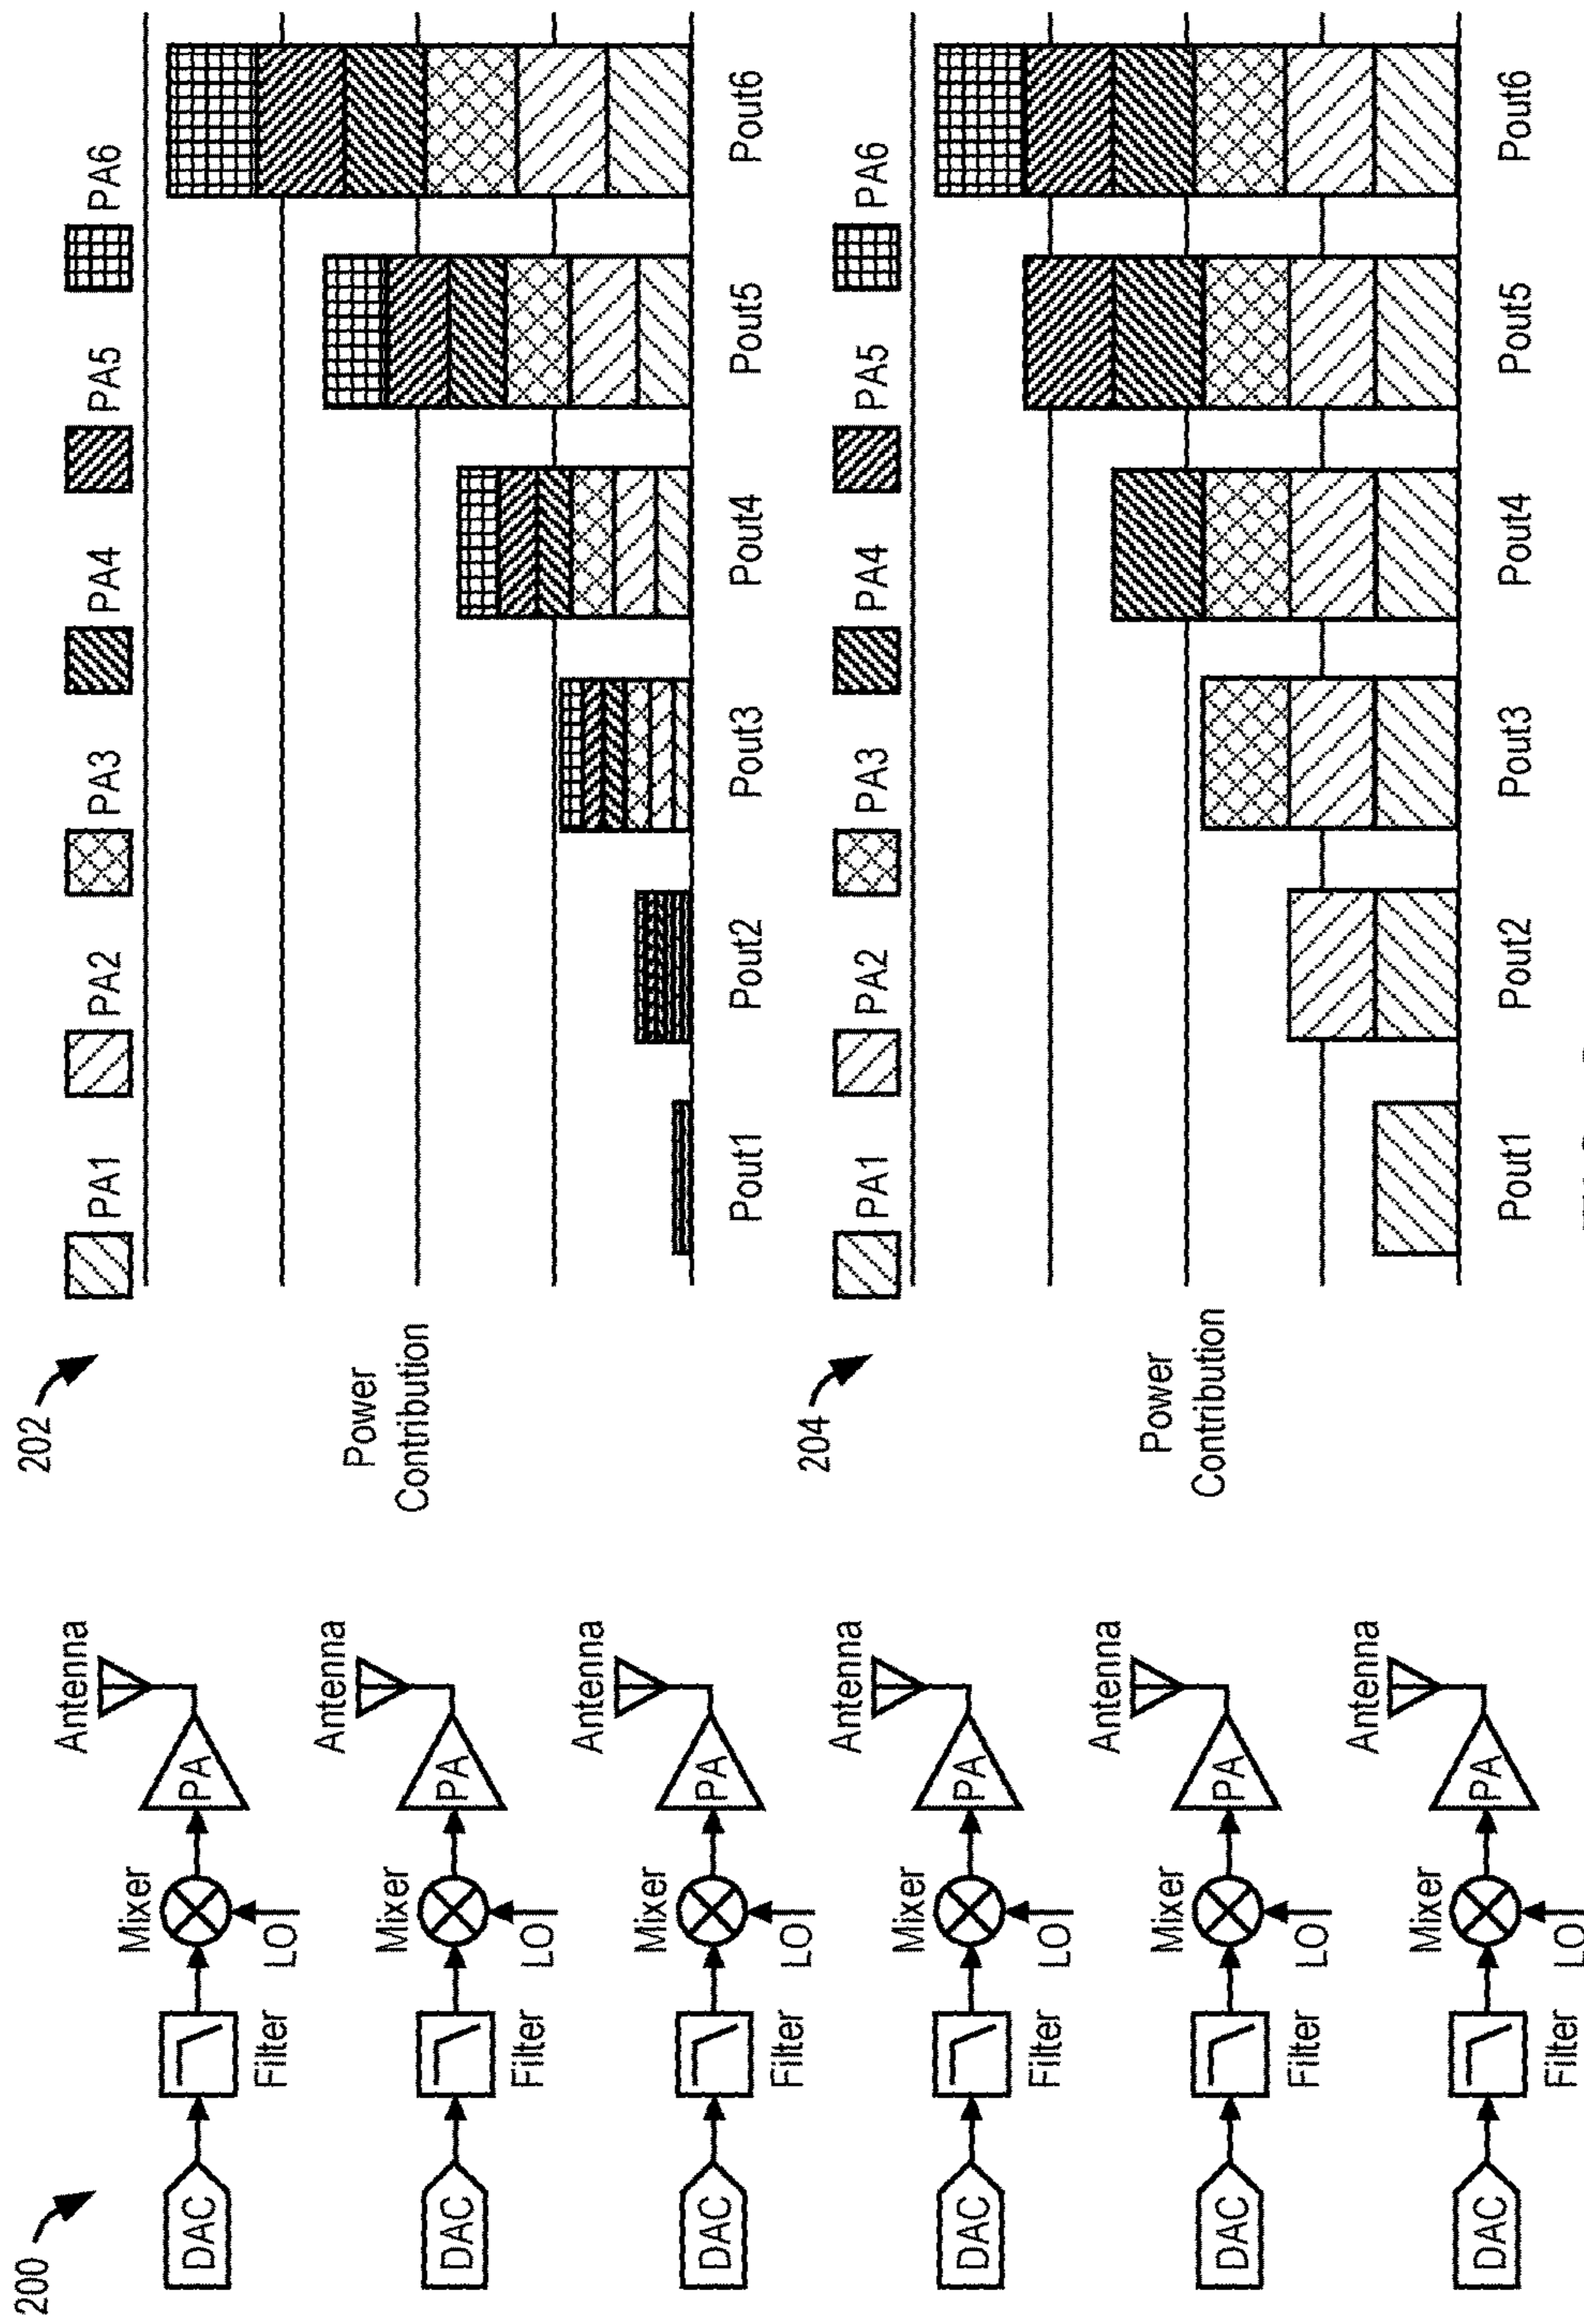 200
DAC
Filter
Mixer
LO
PA
Antenna
DAC
Filter
Mixer
LO
PA
Antenna
DAC
Filter
Mixer
LO
PA
Antenna
DAC
Filter
Mixer
LO
PA
Antenna
DAC
Filter
Mixer
LO
PA
Antenna
DAC
Filter
Mixer
LO
PA
Antenna
202
PA1 PA2 PA3 PA4 PA5 PA6
Power
Contribution
Pout1 Pout2 Pout3 Pout4 Pout5 Pout6
204
PA1 PA2 PA3 PA4 PA5 PA6
Power
Contribution
Pout1 Pout2 Pout3 Pout4 Pout5 Pout6